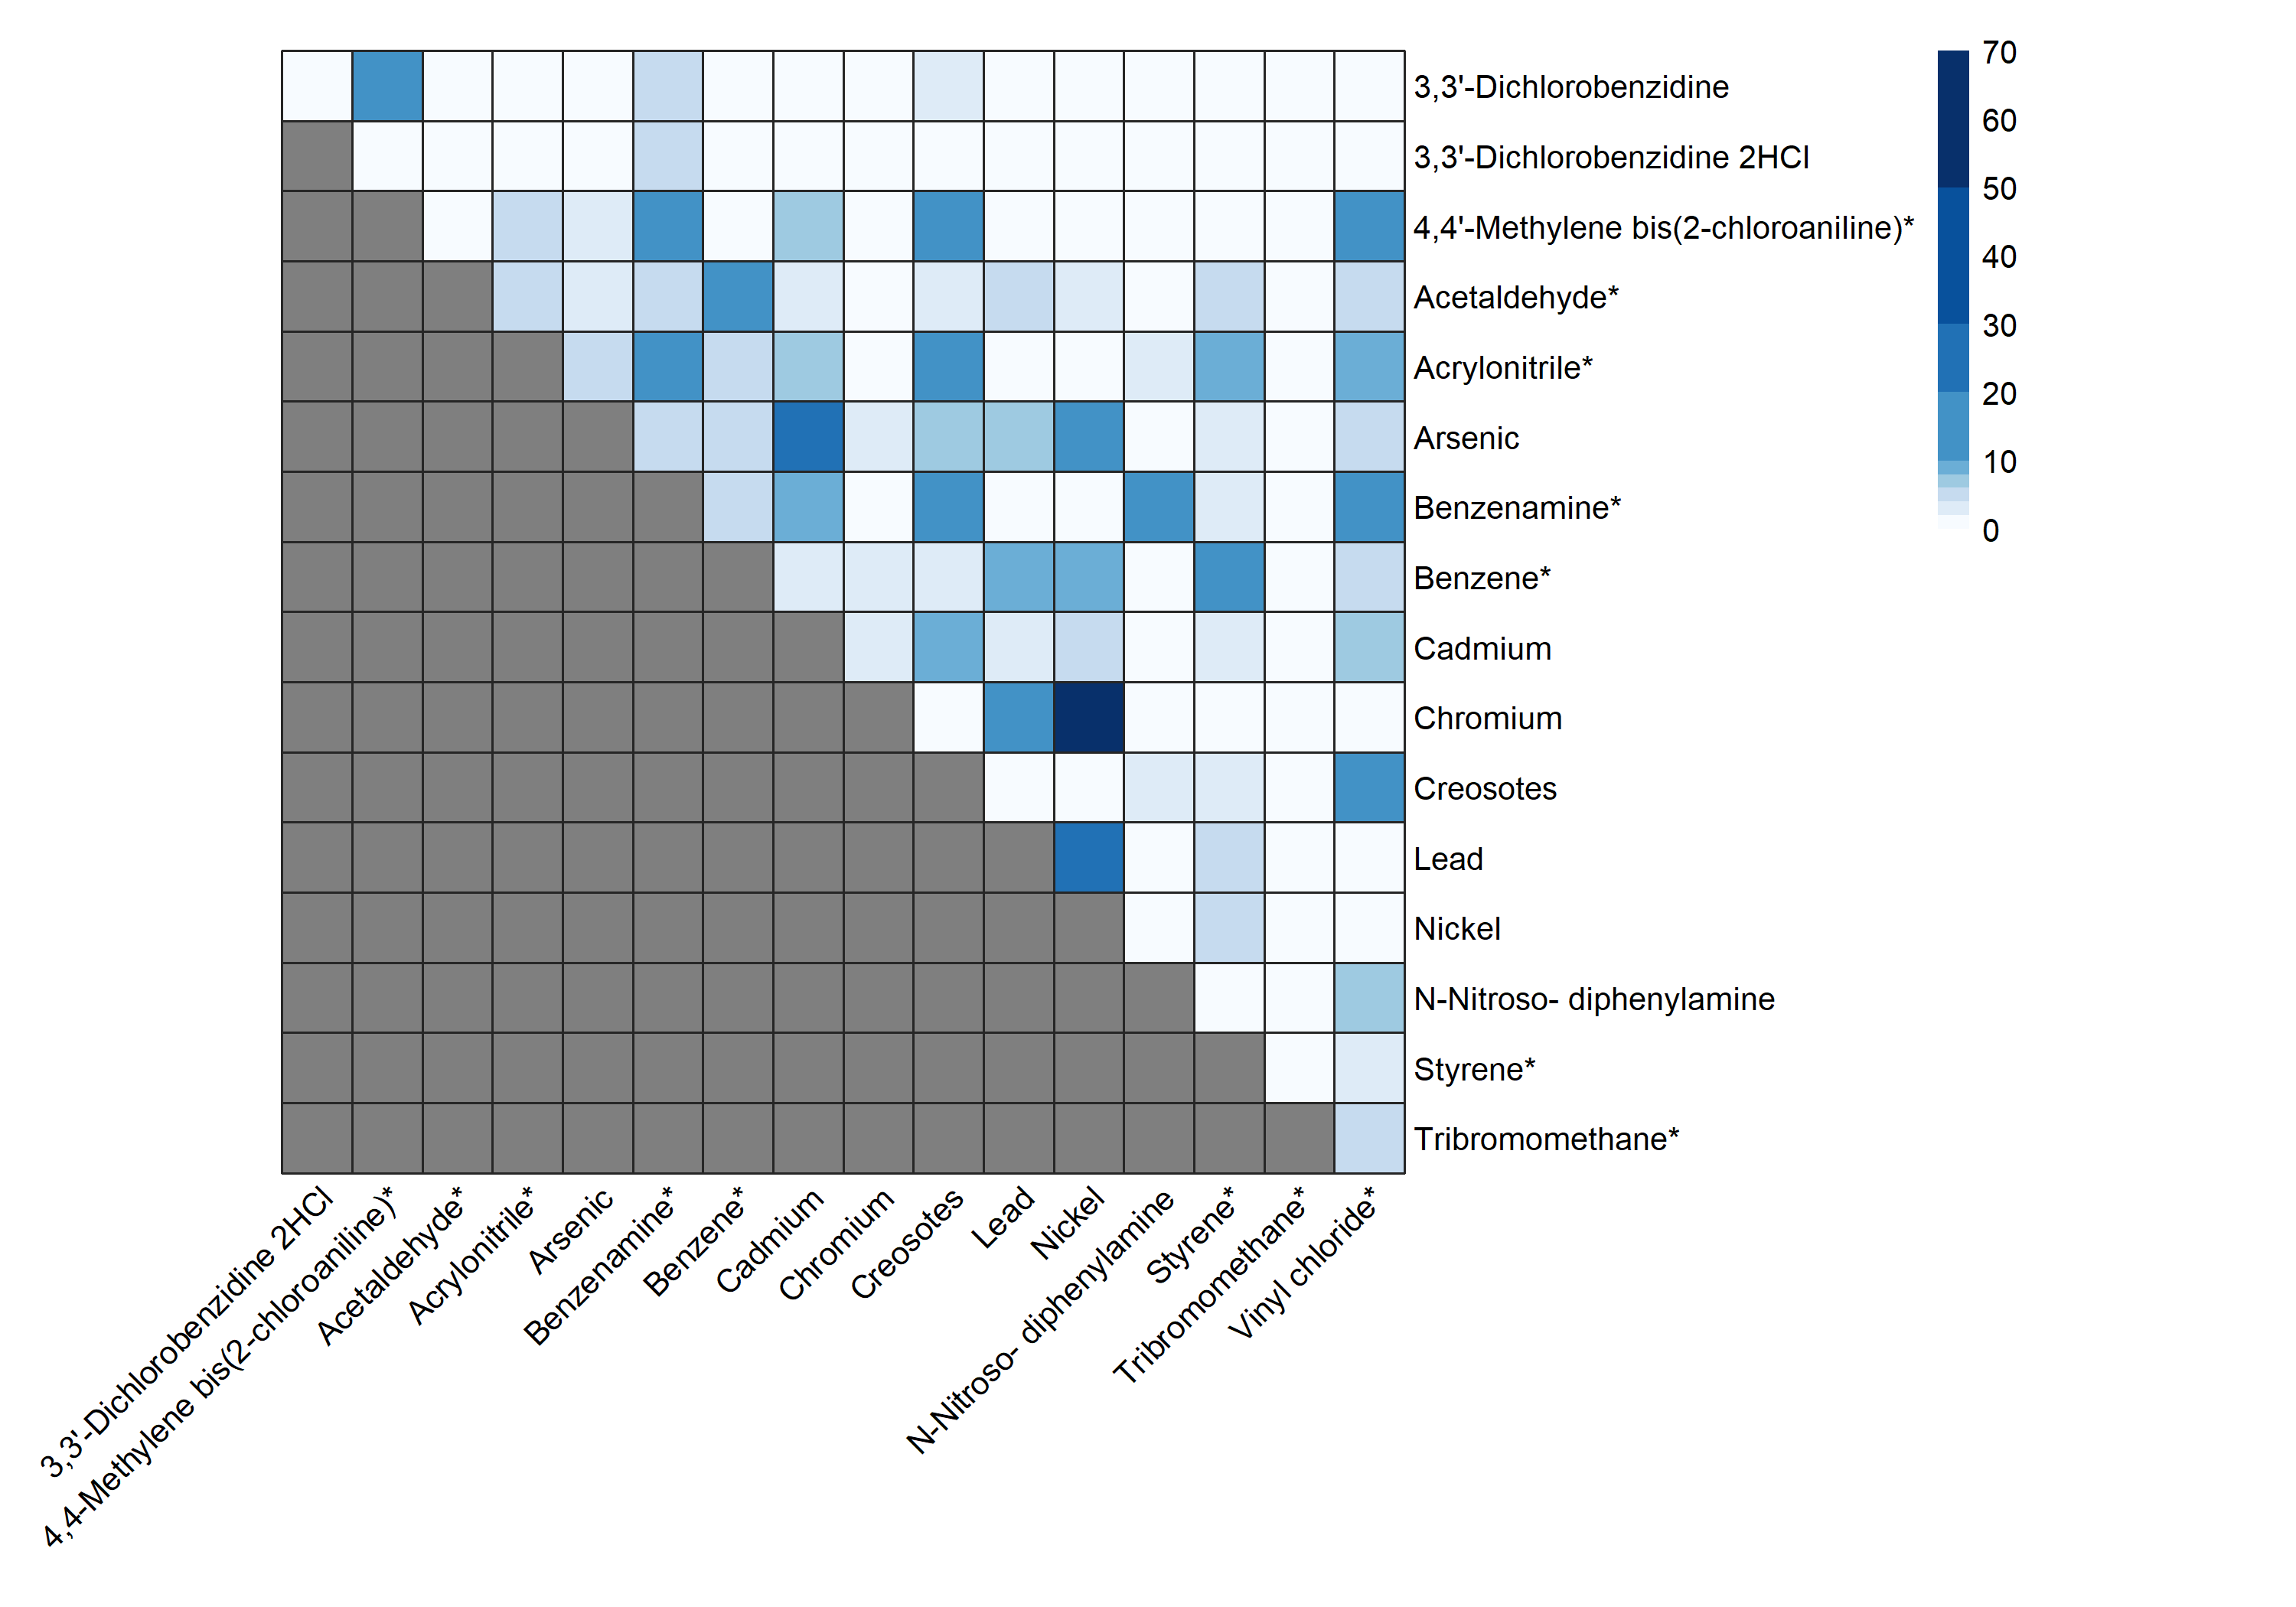 3,3'-Dichlorobenzidine
3,3'-Dichlorobenzidine 2HCl
4,4'-Methylene bis(2-chloroaniline)*
Acetaldehyde*
Acrylonitrile*
Arsenic
Benzenamine*
Benzene*
Cadmium
Chromium
Creosotes
Lead
Nickel
N-Nitroso- diphenylamine
Styrene*
Tribromomethane*
70
60
50
40
30
20
10
0
3,3'-Dichlorobenzidine 2HCl
4,4-Methylene bis(2-chloroaniline)*
Acetaldehyde*
Acrylonitrile*
Arsenic
Benzenamine*
Benzene*
Cadmium
Chromium
Creosotes
Lead
Nickel
N-Nitroso- diphenylamine
Styrene*
Tribromomethane*
Vinyl chloride*